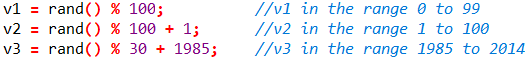 v1 = rand() % 100;         //v1 in the range 0 to 99
v2 = rand() % 100 + 1;     //v2 in the range 1 to 100
v3 = rand() % 30 + 1985;   //v3 in the range 1985 to 2014